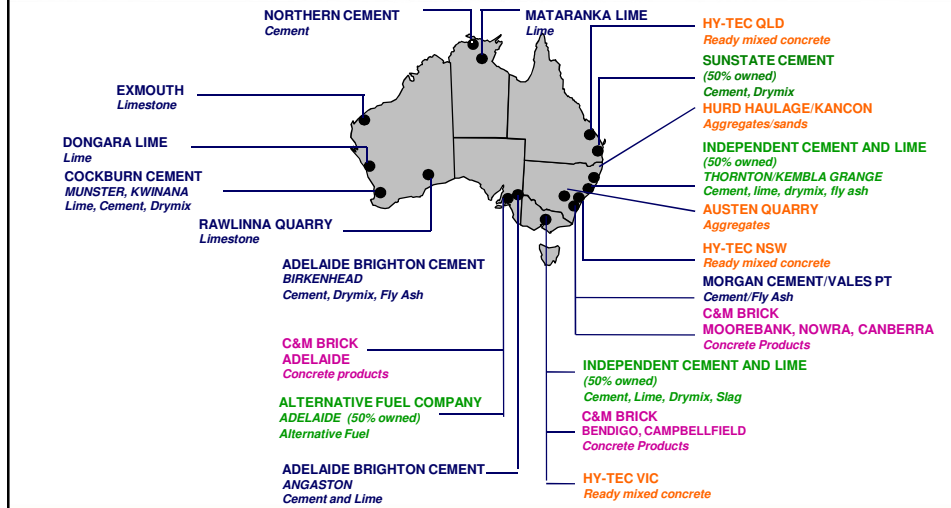 NORTHERN CEMENT
Cement
MATARANKA LIME
Lime
HY-TEC QLD
Ready mixed concrete
SUNSTATE CEMENT
(50% owned)
Cement, Drymix
EXMOUTH
Limestone
HURD HAULAGE/KANCON
Aggregates/sands
DONGARA LIME
Lime
INDEPENDENT CEMENT AND LIME
(50% owned)
THORNTON/KEMBLA GRANGE
Cement, lime, drymix, fly ash
COCKBURN CEMENT
MUNSTER, KWINANA
Lime, Cement, Drymix
AUSTEN QUARRY
Aggregates
RAWLINNA QUARRY
Limestone
HY-TEC NSW
Ready mixed concrete
ADELAIDE BRIGHTON CEMENT
BIRKENHEAD
Cement, Drymix, Fly Ash
MORGAN CEMENT/VALES PT
Cement/Fly Ash
C&M BRICK
MOOREBANK, NOWRA, CANBERRA
Concrete Products
C&M BRICK
ADELAIDE
Concrete products
INDEPENDENT CEMENT AND LIME
(50% owned)
Cement, Lime, Drymix, Slag
ALTERNATIVE FUEL COMPANY
ADELAIDE (50% owned)
Alternative Fuel
C&M BRICK
BENDIGO, CAMPBELLFIELD
Concrete Products
ADELAIDE BRIGHTON CEMENT
ANGASTON
Cement and Lime
HY-TEC VIC
Ready mixed concrete